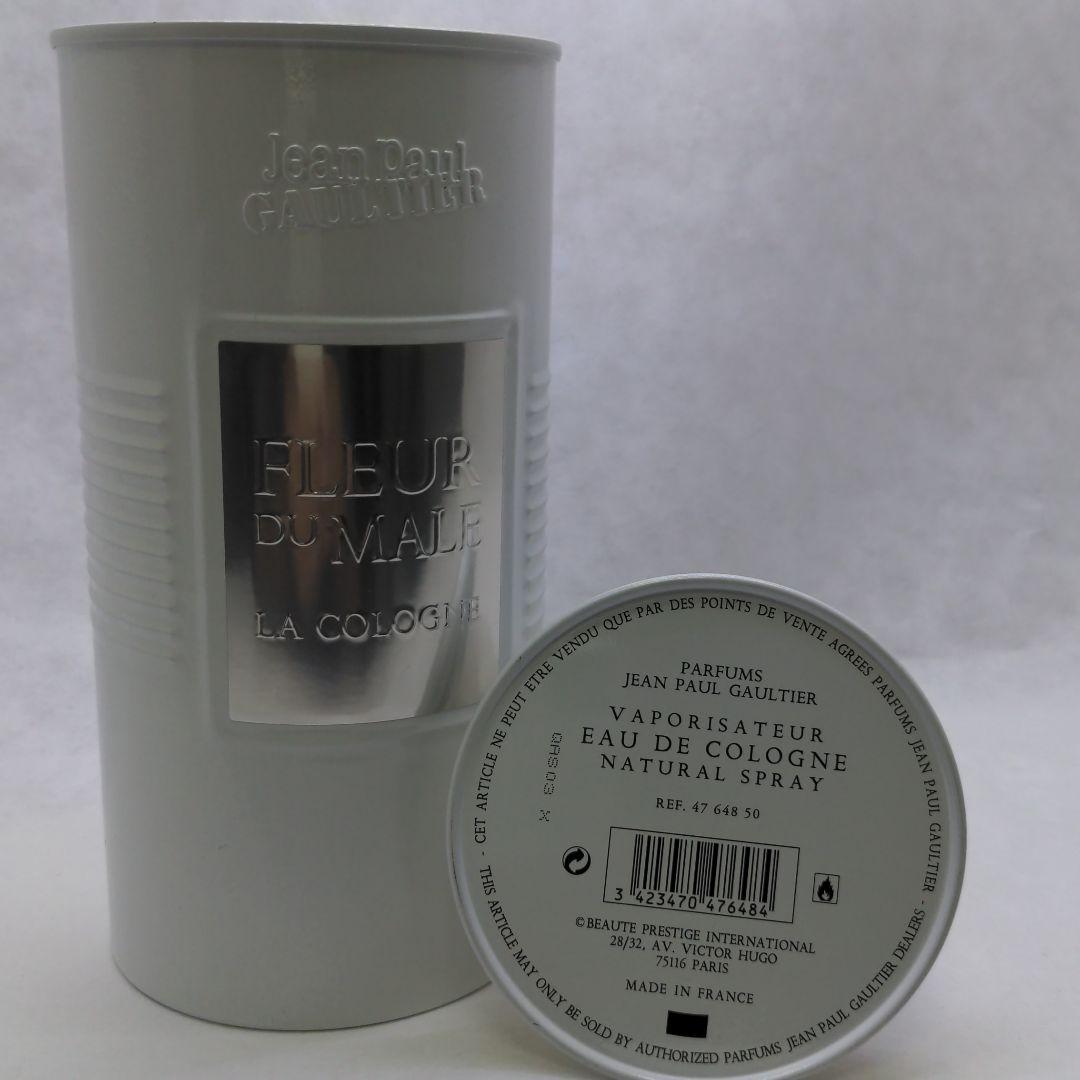 Jean Paul
GAULTIER
FLEUR
DU MALE
LA COLOGNE
CET ARTICLE NE PEUT ETRE VENDU QUE PAR DES POINTS DE VENTE AGREES PARFUMS JEAN PAUL GAULTIER -
PARFUMS
JEAN PAUL GAULTIER
VAPORISATEUR
EAU DE COLOGNE
NATURAL SPRAY
REF. 47 648 50
QAS03 X
3 423470 476484
©BEAUTE PRESTIGE INTERNATIONAL
28/32, AV. VICTOR HUGO
75116 PARIS
MADE IN FRANCE
THIS ARTICLE MAY ONLY BE SOLD BY AUTHORIZED PARFUMS JEAN PAUL GAULTIER DEALERS -